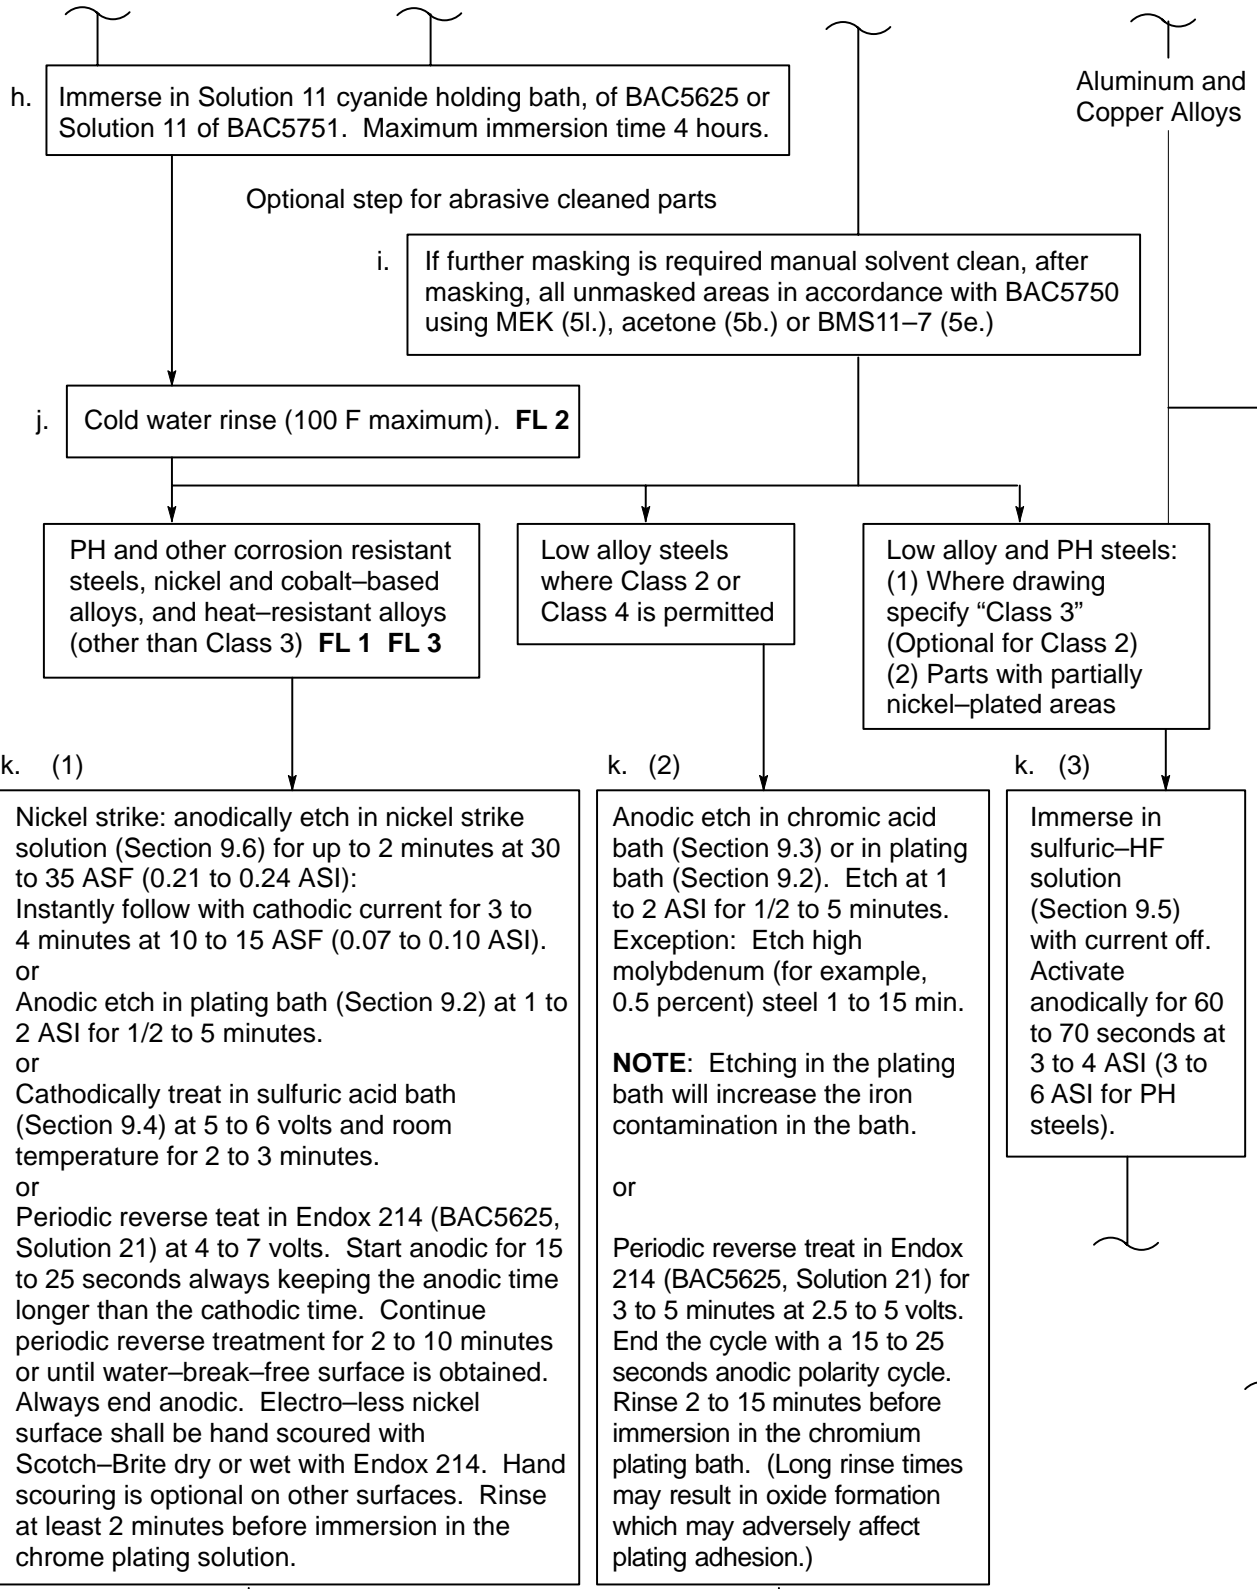 Aluminum and
Copper Alloys
h. Immerse in Solution 11 cyanide holding bath, of BAC5625 or
Solution 11 of BAC5751. Maximum immersion time 4 hours.
Optional step for abrasive cleaned parts
i. If further masking is required manual solvent clean, after
masking, all unmasked areas in accordance with BAC5750
using MEK (5l.), acetone (5b.) or BMS11–7 (5e.)
j. Cold water rinse (100 F maximum). FL 2
PH and other corrosion resistant
steels, nickel and cobalt–based
alloys, and heat–resistant alloys
(other than Class 3) FL 1 FL 3
Low alloy steels
where Class 2 or
Class 4 is permitted
Low alloy and PH steels:
(1) Where drawing
specify “Class 3”
(Optional for Class 2)
(2) Parts with partially
nickel–plated areas
k. (1)
Nickel strike: anodically etch in nickel strike
solution (Section 9.6) for up to 2 minutes at 30
to 35 ASF (0.21 to 0.24 ASI):
Instantly follow with cathodic current for 3 to
4 minutes at 10 to 15 ASF (0.07 to 0.10 ASI).
or
Anodic etch in plating bath (Section 9.2) at 1 to
2 ASI for 1/2 to 5 minutes.
or
Cathodically treat in sulfuric acid bath
(Section 9.4) at 5 to 6 volts and room
temperature for 2 to 3 minutes.
or
Periodic reverse teat in Endox 214 (BAC5625,
Solution 21) at 4 to 7 volts. Start anodic for 15
to 25 seconds always keeping the anodic time
longer than the cathodic time. Continue
periodic reverse treatment for 2 to 10 minutes
or until water–break–free surface is obtained.
Always end anodic. Electro–less nickel
surface shall be hand scoured with
Scotch–Brite dry or wet with Endox 214. Hand
scouring is optional on other surfaces. Rinse
at least 2 minutes before immersion in the
chrome plating solution.
k. (2)
Anodic etch in chromic acid
bath (Section 9.3) or in plating
bath (Section 9.2). Etch at 1
to 2 ASI for 1/2 to 5 minutes.
Exception: Etch high
molybdenum (for example,
0.5 percent) steel 1 to 15 min.
NOTE: Etching in the plating
bath will increase the iron
contamination in the bath.
or
Periodic reverse treat in Endox
214 (BAC5625, Solution 21) for
3 to 5 minutes at 2.5 to 5 volts.
End the cycle with a 15 to 25
seconds anodic polarity cycle.
Rinse 2 to 15 minutes before
immersion in the chromium
plating bath. (Long rinse times
may result in oxide formation
which may adversely affect
plating adhesion.)
k. (3)
Immerse in
sulfuric–HF
solution
(Section 9.5)
with current off.
Activate
anodically for 60
to 70 seconds at
3 to 4 ASI (3 to
6 ASI for PH
steels).